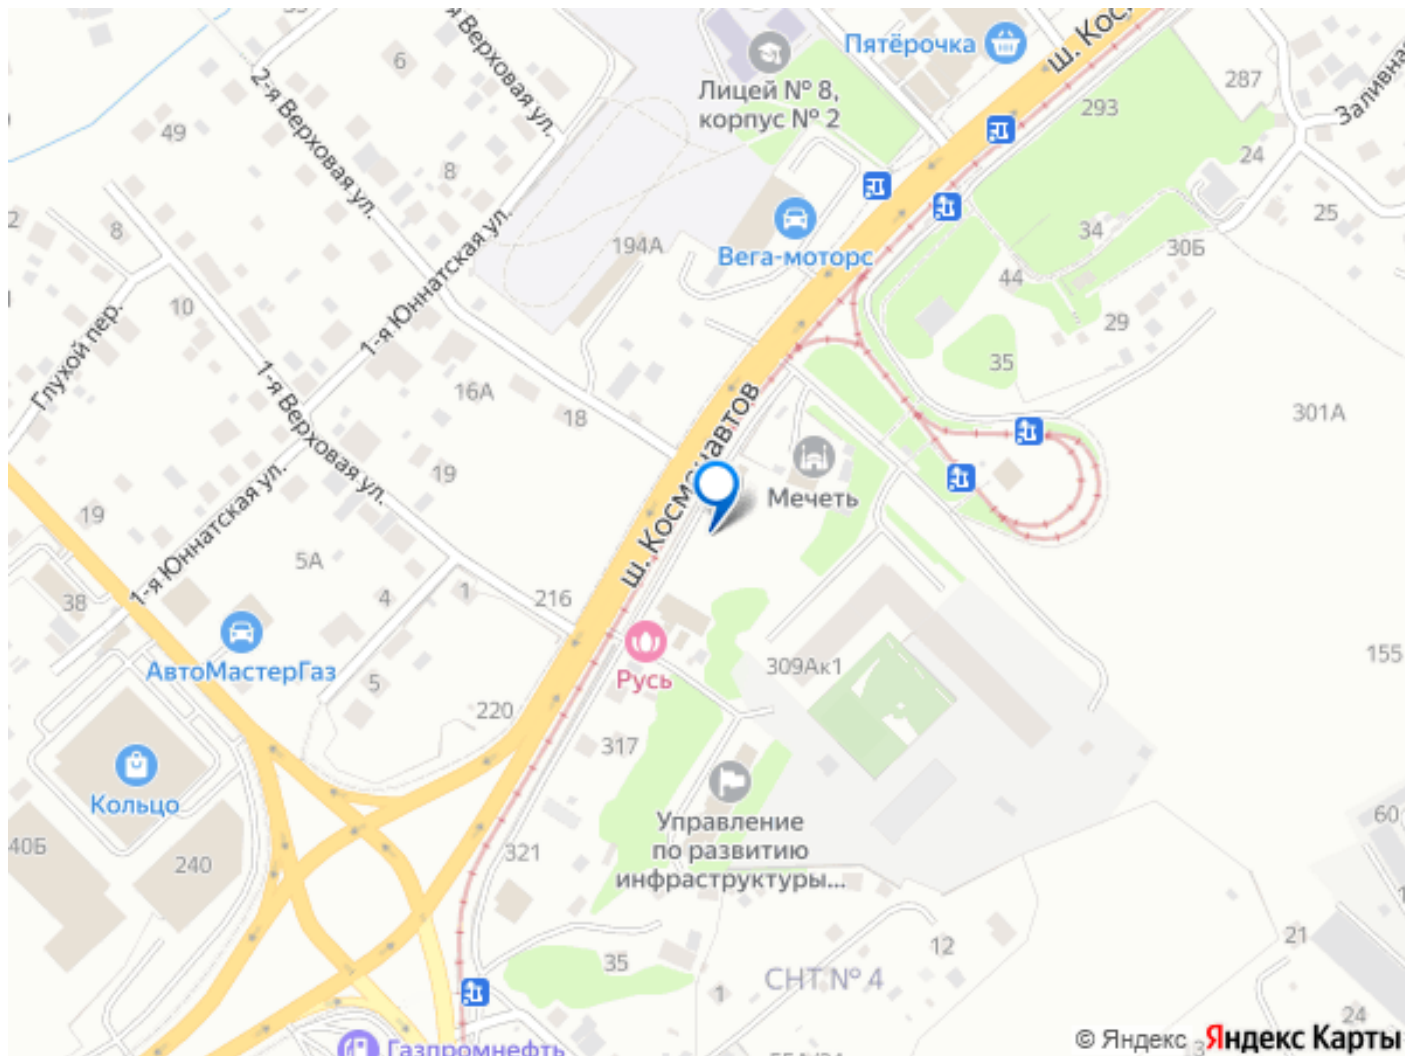 Пятёрочка
ш. Кос
287
293
Заливна
Лицей № 8,
корпус № 2
6
2-я Верховая ул.
Верховая ул.
49
8
24
25
34
30Б
44
194А
Вега-моторс
8
10
29
35
Глухой пер.
1-я Юннатская ул.
1-я Верховая ул.
16А
18
301А
ш. Космонавтов
Мечеть
19
19
1-я Юннатская ул.
5А
38
4
1
216
АвтоМастерГаз
5
Русь
309Ак1
155
220
317
Кольцо
40Б
240
Управление
по развитию
инфраструктуры...
60
321
12
21
35
СНТ № 4
1
24
Газпромнефть
© Яндекс Яндекс Карты